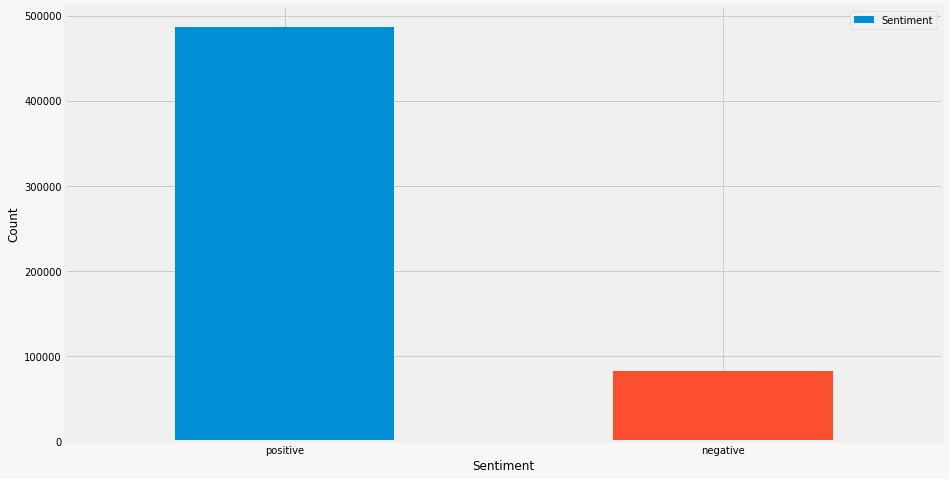 500000
Sentiment
400000
300000
Count
200000
100000
0
positive
negative
Sentiment